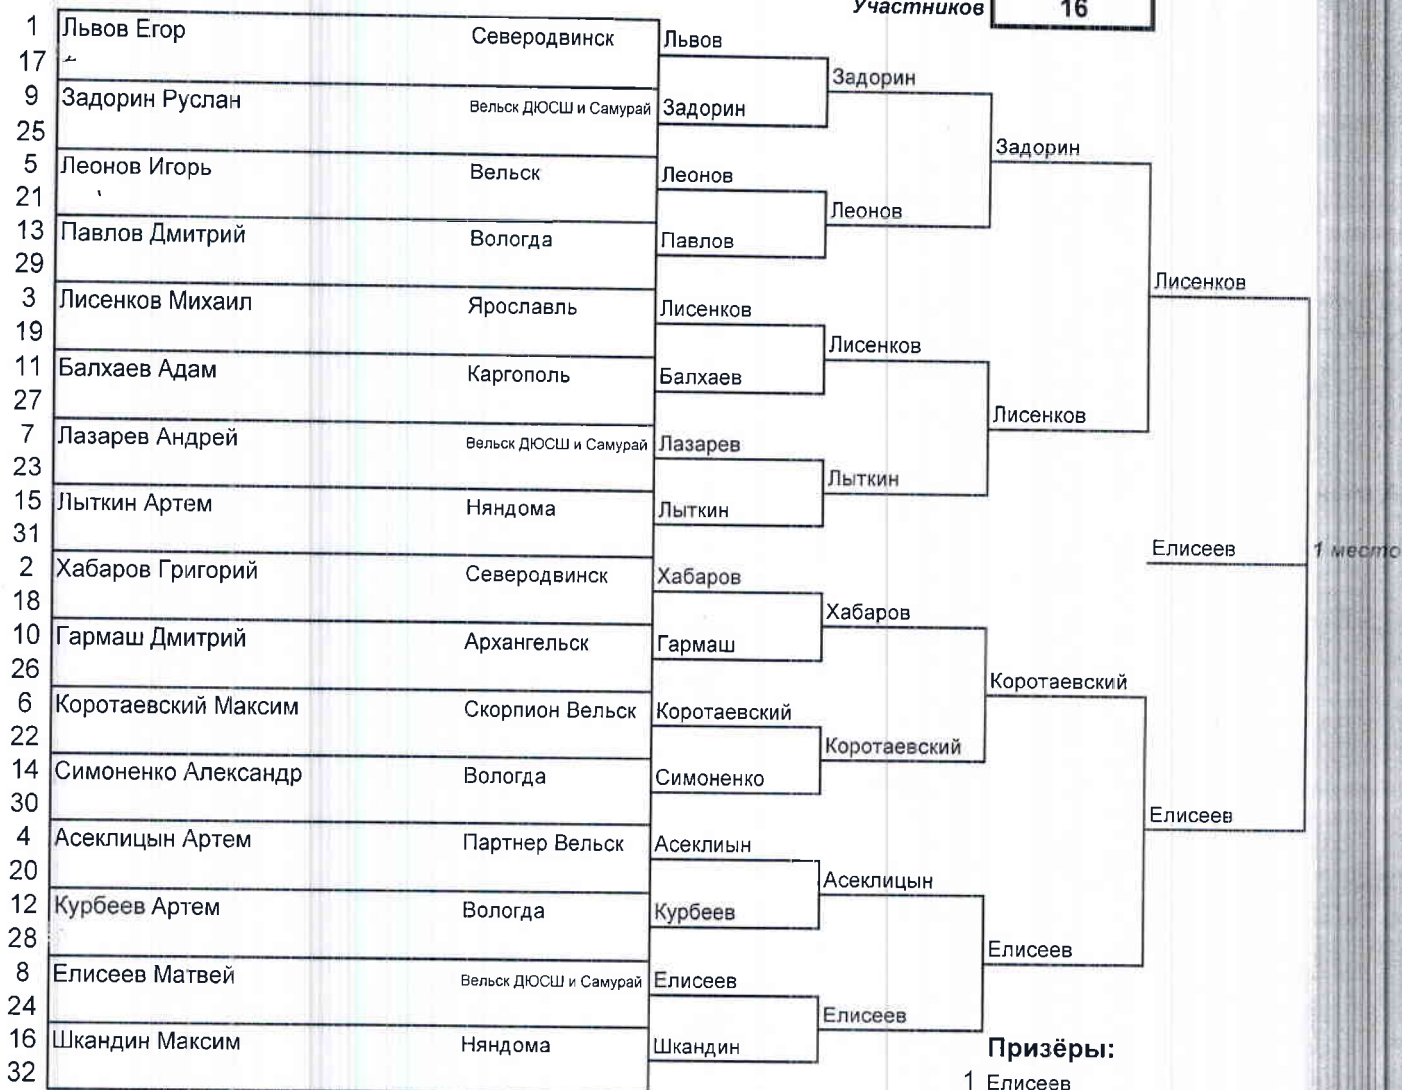 Участников 16
1 Львов Егор Северодвинск Львов
17
Задорин
9 Задорин Руслан Вельск ДЮСШ и Самурай Задорин
25
Задорин
5 Леонов Игорь Вельск Леонов
21
Леонов
13 Павлов Дмитрий Вологда Павлов
29
Лисенков
3 Лисенков Михаил Ярославль Лисенков
19
Лисенков
11 Балхаев Адам Каргополь Балхаев
27
Лисенков
7 Лазарев Андрей Вельск ДЮСШ и Самурай Лазарев
23
Лыткин
15 Лыткин Артем Няндома Лыткин
31
Елисеев 1 место
2 Хабаров Григорий Северодвинск Хабаров
18
Хабаров
10 Гармаш Дмитрий Архангельск Гармаш
26
Коротаевский
6 Коротаевский Максим Скорпион Вельск Коротаевский
22
Коротаевский
14 Симоненко Александр Вологда Симоненко
30
Елисеев
4 Асеклицын Артем Партнер Вельск Асеклиын
20
Асеклицын
12 Курбеев Артем Вологда Курбеев
28
Елисеев
8 Елисеев Матвей Вельск ДЮСШ и Самурай Елисеев
24
Елисеев
16 Шкандин Максим Няндома Шкандин
32
Призёры:
1 Елисеев